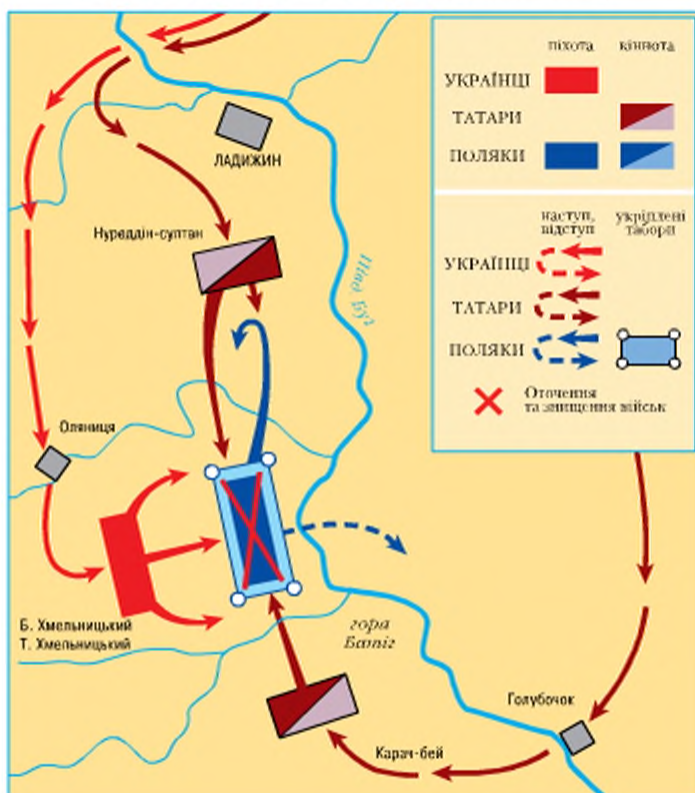 піхота кіннота
УКРАЇНЦІ
ТАТАРИ
ПОЛЯКИ
наступ, укріплені
відступ табори
УКРАЇНЦІ
ТАТАРИ
ПОЛЯКИ
Оточення
та знищення військ
ЛАДИЖИН
Нуреддін-султан
Півд. Буг
Оляниця
Б. Хмельницький
Т. Хмельницький
гора
Батіг
Голубочок
Карач-бей